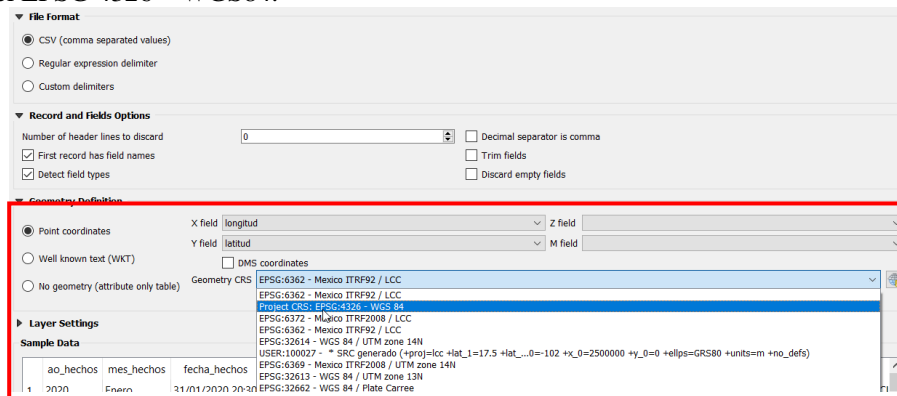 ▼ File Format
CSV (comma separated values)
Regular expression delimiter
Custom delimiters
▼ Record and Fields Options
Number of header lines to discard 0 Decimal separator is comma
First record has field names Trim fields
Detect field types Discard empty fields
Geometry Definition
Point coordinates X field longitud Z field
Y field latitud M field
Well known text (WKT) DMS coordinates
No geometry (attribute only table) Geometry CRS EPSG:6362 - Mexico ITRF92 / LCC
EPSG:6362 - Mexico ITRF92 / LCC
Project CRS: EPSG:4326 - WGS 84
EPSG:6372 - Mexico ITRF2008 / LCC
EPSG:6362 - Mexico ITRF92 / LCC
EPSG:32614 - WGS 84 / UTM zone 14N
USER:100027 - * SRC generado (+proj=lcc +lat_1=17.5 +lat_...0=-102 +x_0=2500000 +y_0=0 +ellps=GRS80 +units=m +no_defs)
EPSG:6369 - Mexico ITRF2008 / UTM zone 14N
EPSG:32613 - WGS 84 / UTM zone 13N
EPSG:32662 - WGS 84 / Plate Carree
▶ Layer Settings
Sample Data
ao_hechos mes_hechos fecha_hechos
1 2020 Enero 31/01/2020 20:30